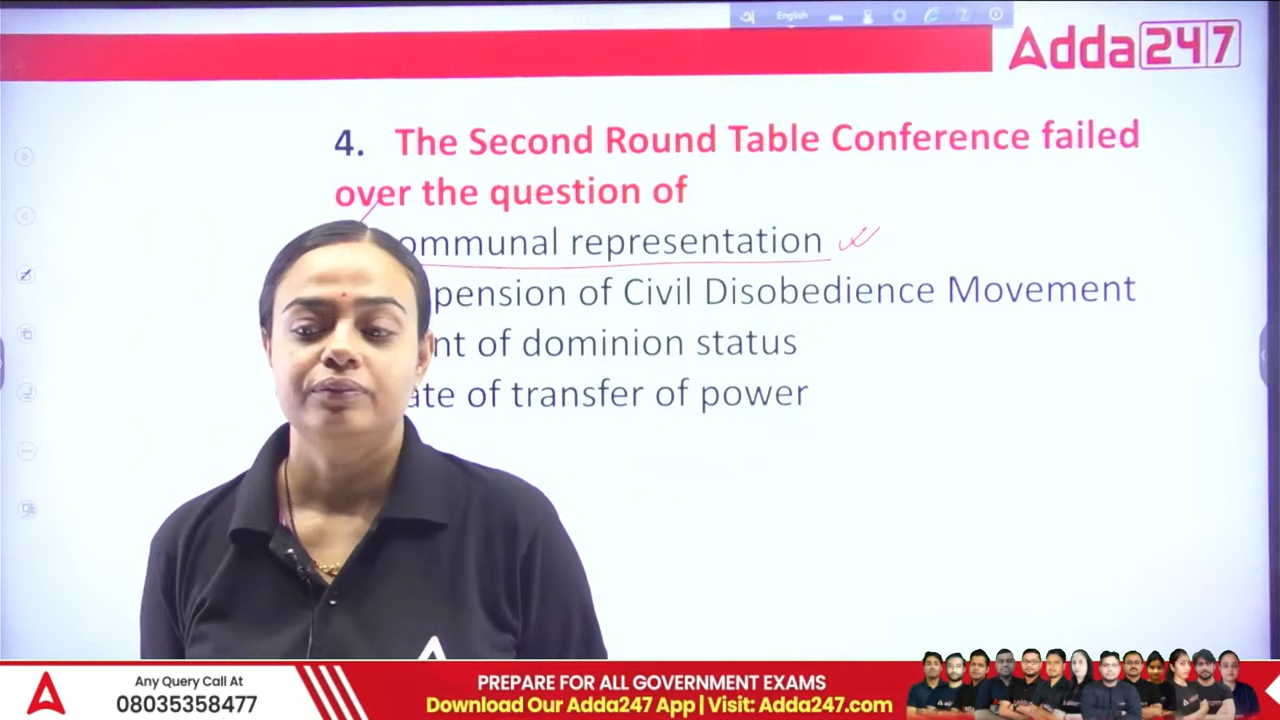 English
Adda247
4. The Second Round Table Conference failed
over the question of
ommunal representation
pension of Civil Disobedience Movement
nt of dominion status
ate of transfer of power
Any Query Call At
08035358477
PREPARE FOR ALL GOVERNMENT EXAMS
Download Our Adda247 App | Visit: Adda247.com